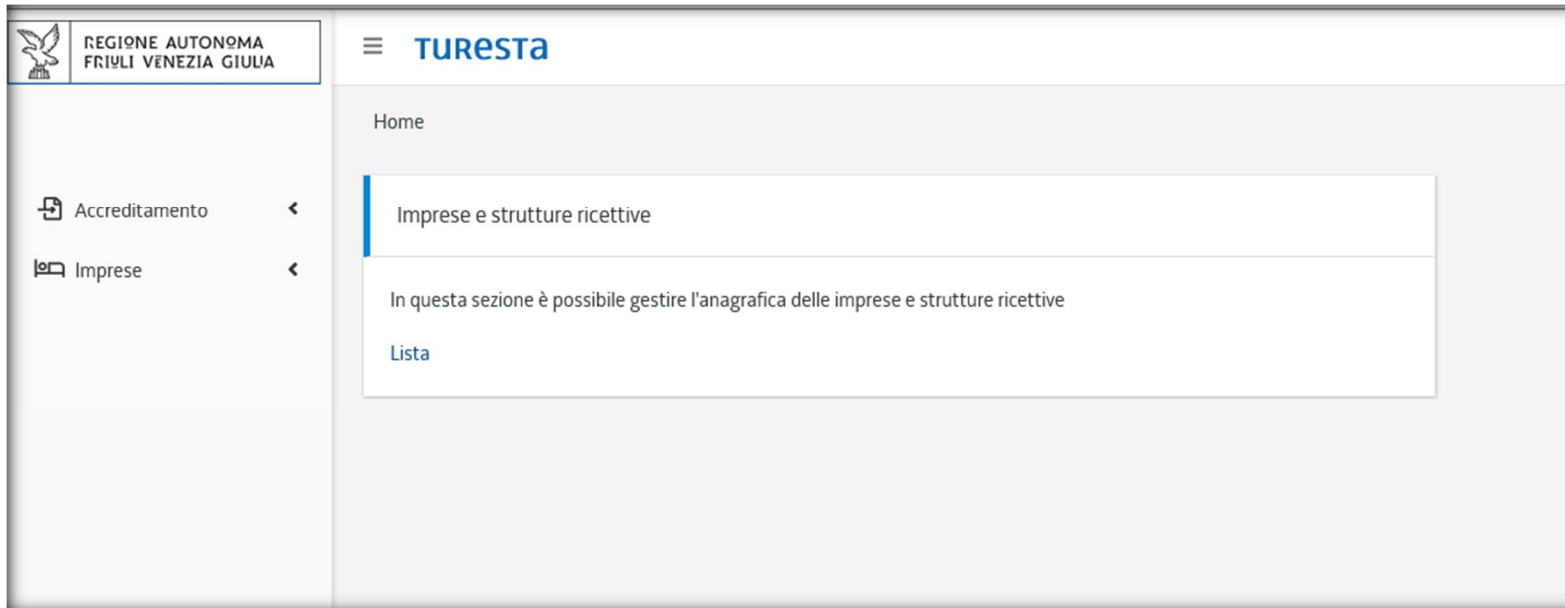 REGIONE AUTONOMA
FRIULI VENEZIA GIULIA
TURESTA
Home
Accreditamento
Imprese
Imprese e strutture ricettive
In questa sezione è possibile gestire l'anagrafica delle imprese e strutture ricettive
Lista